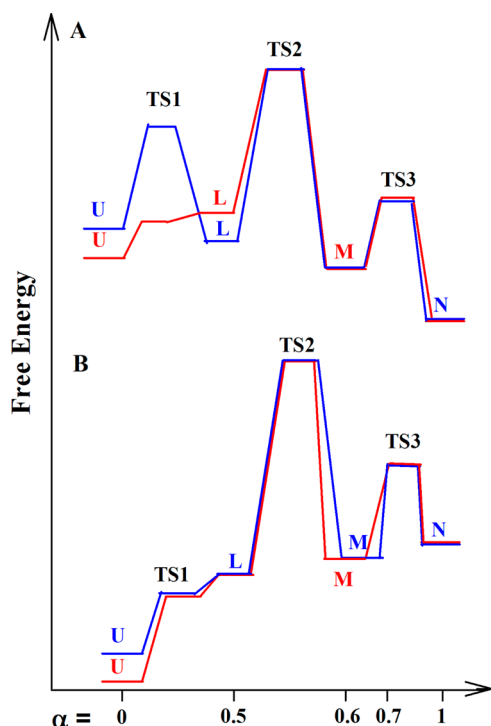 A
TS2
TS1
TS3
U
L
U
L
M
N
Free Energy
B
TS2
TS3
TS1
L
M
N
U
M
U
α = 0 0.5 0.6 0.7 1